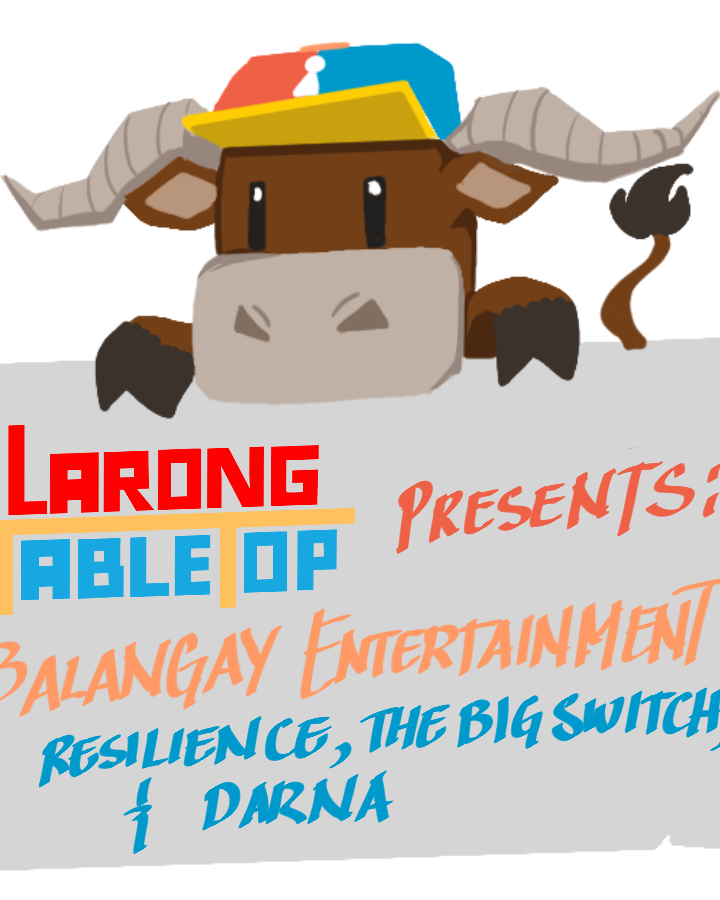 LARONG
TABLETOP
PRESENTS:
BALANGAY ENTERTAINMENT
RESILIENCE, THE BIG SWITCH,
& DARNA